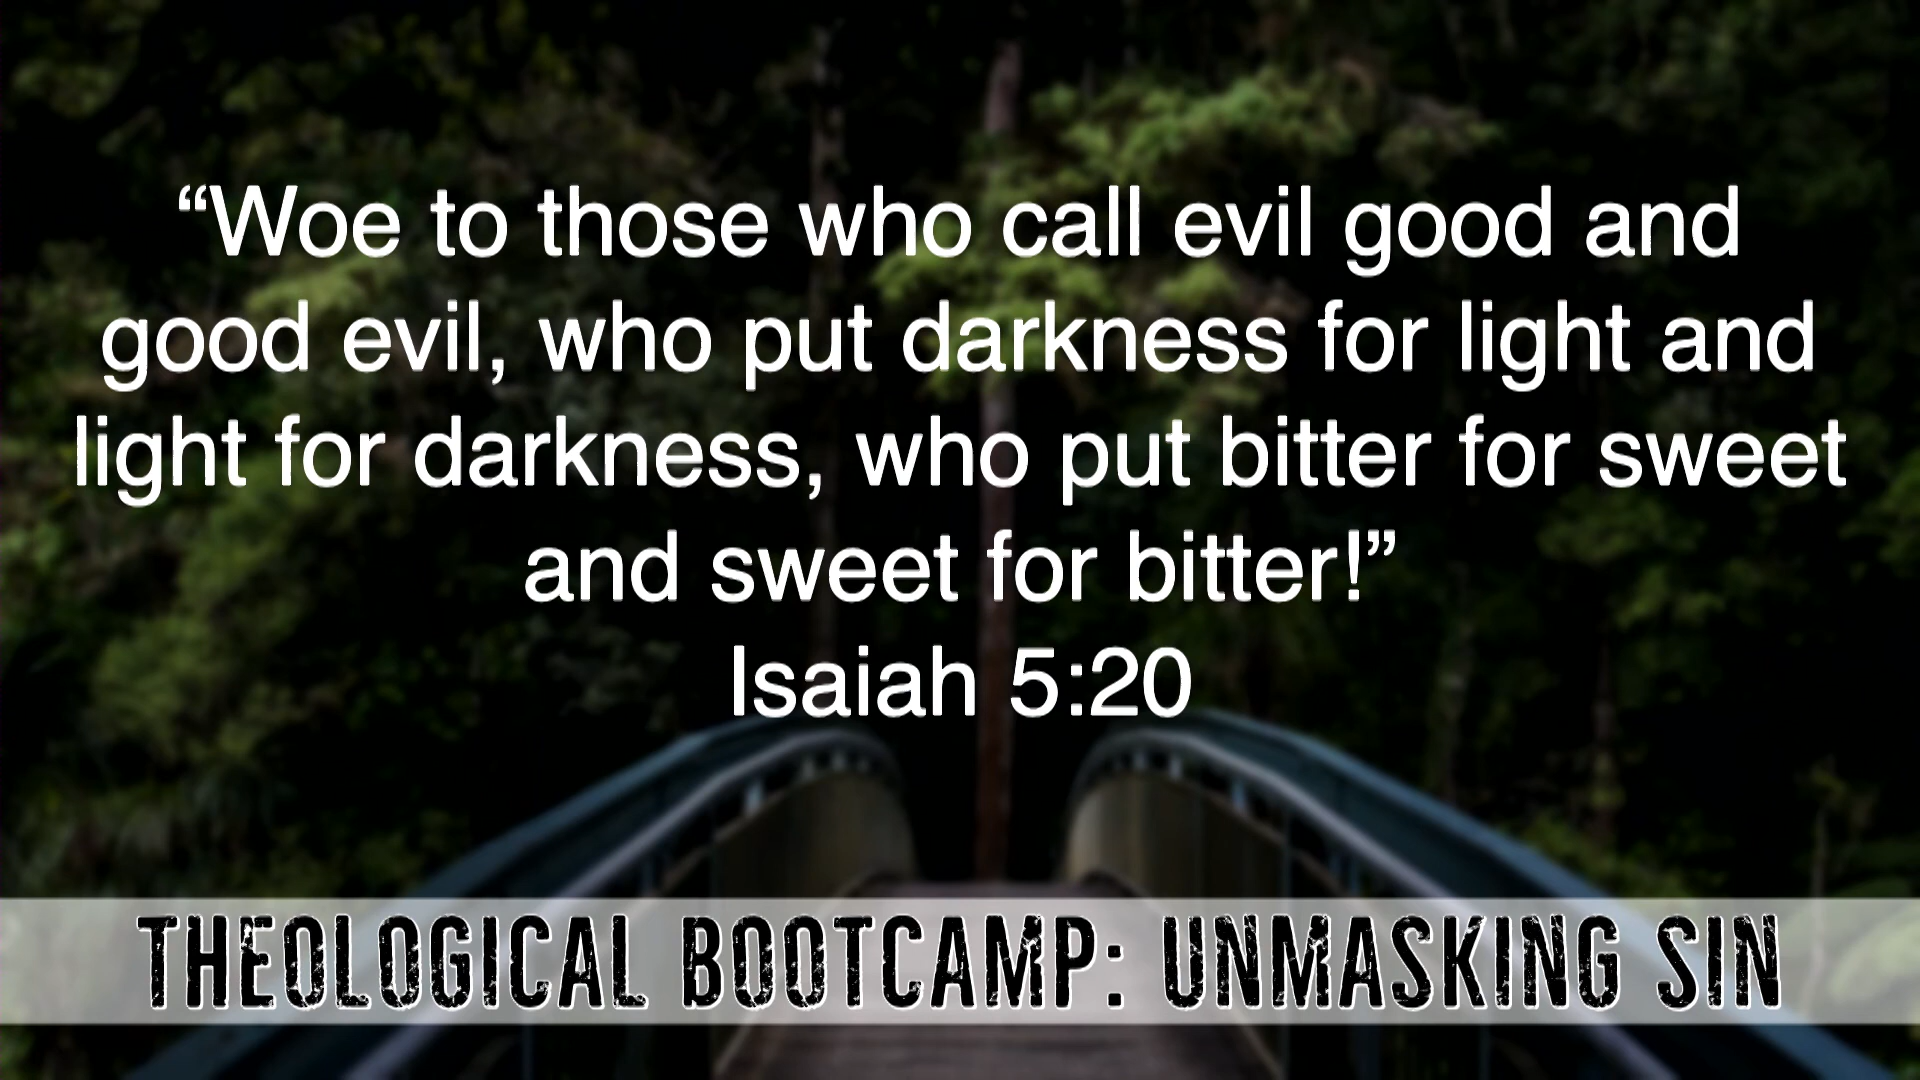 “Woe to those who call evil good and
good evil, who put darkness for light and
light for darkness, who put bitter for sweet
and sweet for bitter!”
Isaiah 5:20
THEOLOGICAL BOOTCAMP: UNMASKING SIN